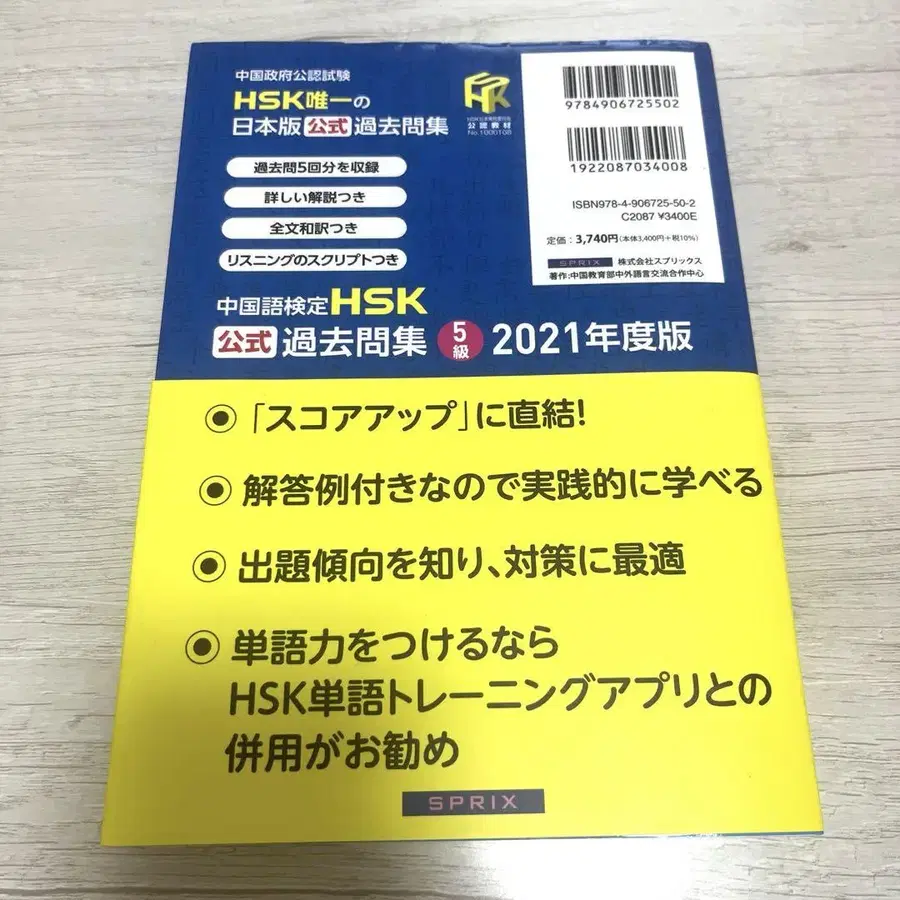 中国政府公認試験
HSK唯一の
日本版 公式 過去問集
公認教材
No.1000108
過去問5回分を収録
詳しい解説つき
全文和訳つき
リスニングのスクリプトつき
中国語検定HSK
公式 過去問集 5級 2021年度版
9784906725502
1922087034008
ISBN978-4-906725-50-2
C2087 ¥3400E
定価:3,740円(本体3,400円+税10%)
SPRIX 株式会社スプリックス
著作:中国教育部中外語言交流合作中心
「スコアアップ」に直結!
解答例付きなので実践的に学べる
出題傾向を知り、対策に最適
単語力をつけるなら
HSK単語トレーニングアプリとの
併用がお勧め
SPRIX